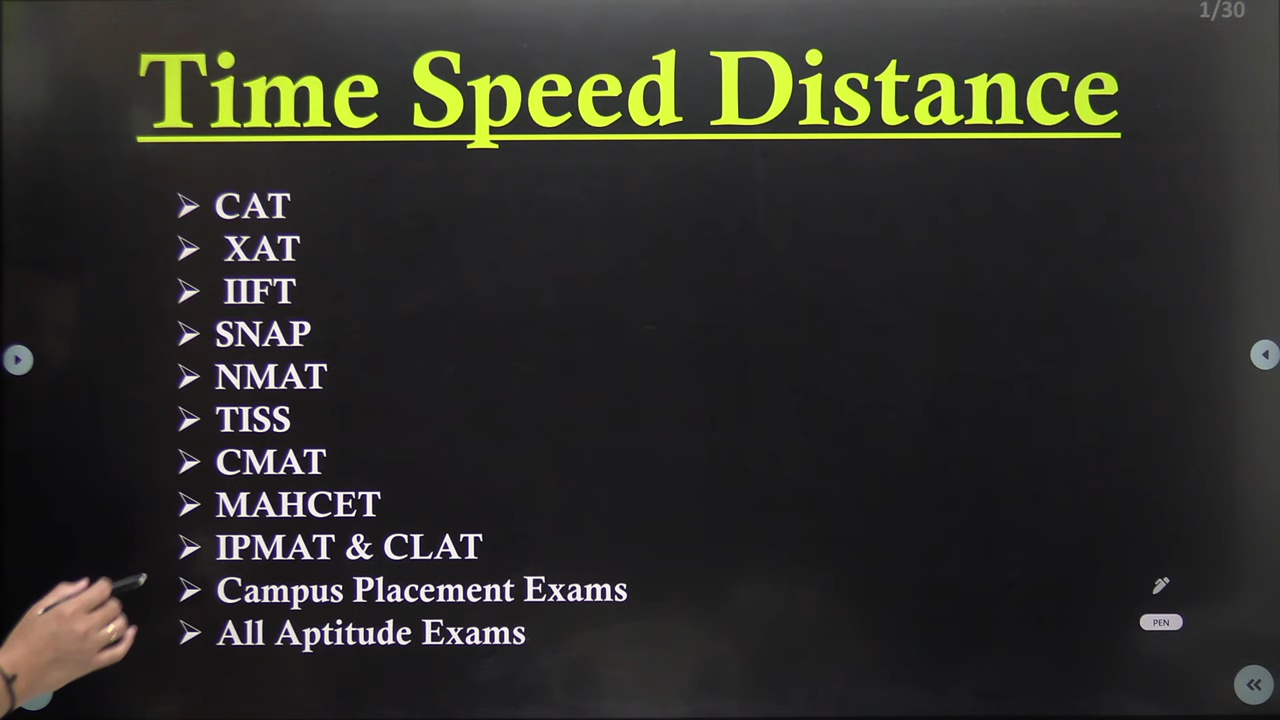 1/30
Time Speed Distance
➢ CAT
➢ XAT
➢ IIFT
➢ SNAP
➢ NMAT
➢ TISS
➢ CMAT
➢ MAHCET
➢ IPMAT & CLAT
➢ Campus Placement Exams
➢ All Aptitude Exams
PEN